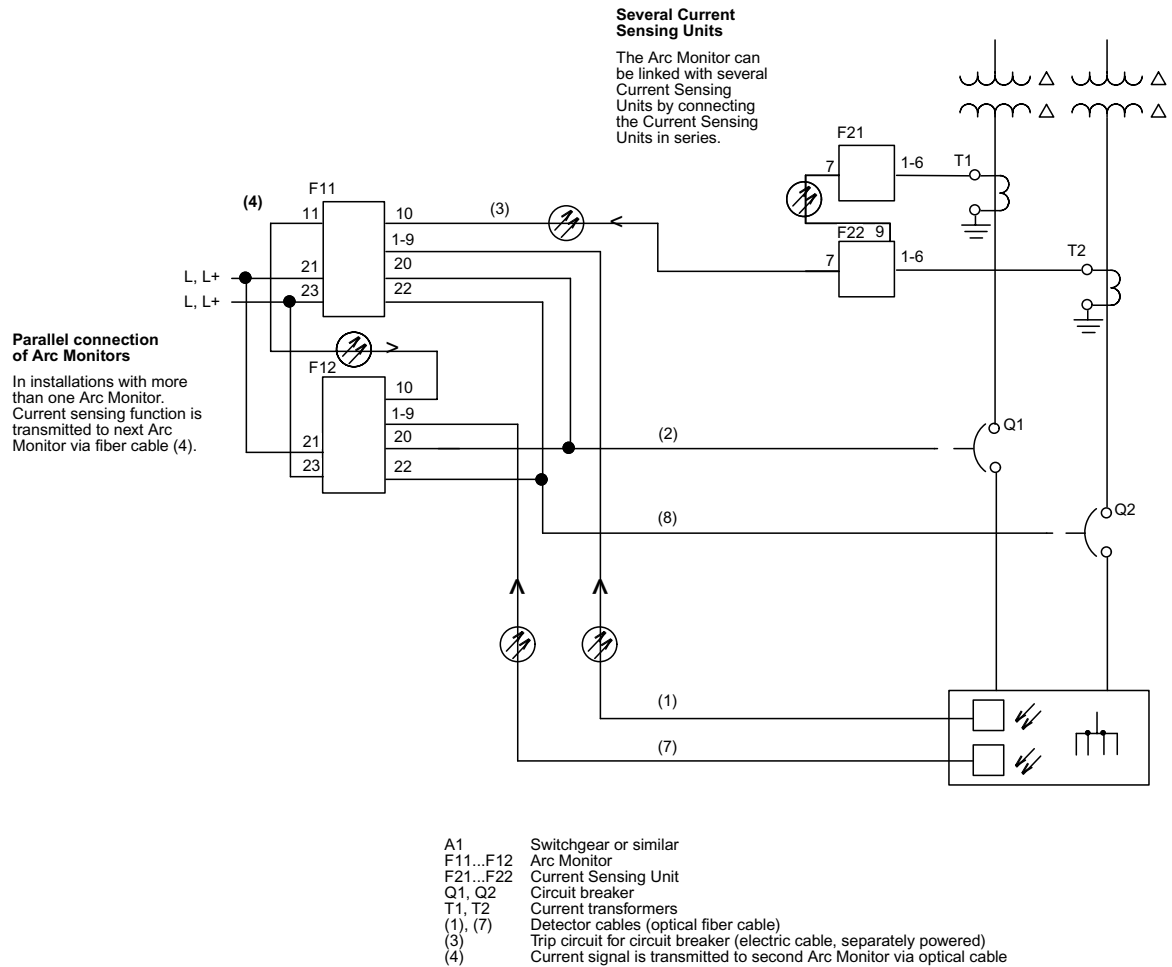 Several Current
Sensing Units
The Arc Monitor can
be linked with several
Current Sensing
Units by connecting
the Current Sensing
Units in series.
F21
7
1-6
T1
F22
9
7
1-6
T2
(4)
F11
11
10
(3)
1-9
L, L+
21
20
L, L+
23
22
Parallel connection
of Arc Monitors
In installations with more
than one Arc Monitor.
Current sensing function is
transmitted to next Arc
Monitor via fiber cable (4).
F12
10
1-9
21
20
23
22
(2)
Q1
(8)
Q2
(1)
(7)
A1 Switchgear or similar
F11...F12 Arc Monitor
F21...F22 Current Sensing Unit
Q1, Q2 Circuit breaker
T1, T2 Current transformers
(1), (7) Detector cables (optical fiber cable)
(3) Trip circuit for circuit breaker (electric cable, separately powered)
(4) Current signal is transmitted to second Arc Monitor via optical cable